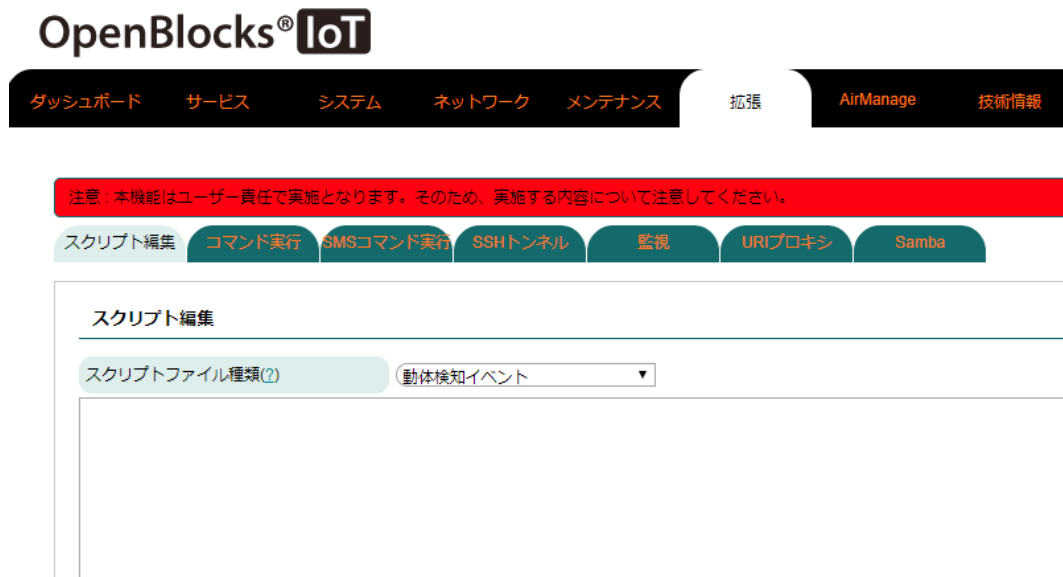 OpenBlocks® IoT
ダッシュボード サービス システム ネットワーク メンテナンス 拡張 AirManage 技術情報
注意 : 本機能はユーザー責任で実施となります。そのため、実施する内容について注意してください。
スクリプト編集 コマンド実行 SMSコマンド実行 SSHトンネル 監視 URIプロキシ Samba
スクリプト編集
スクリプトファイル種類(?) 動体検知イベント ▼